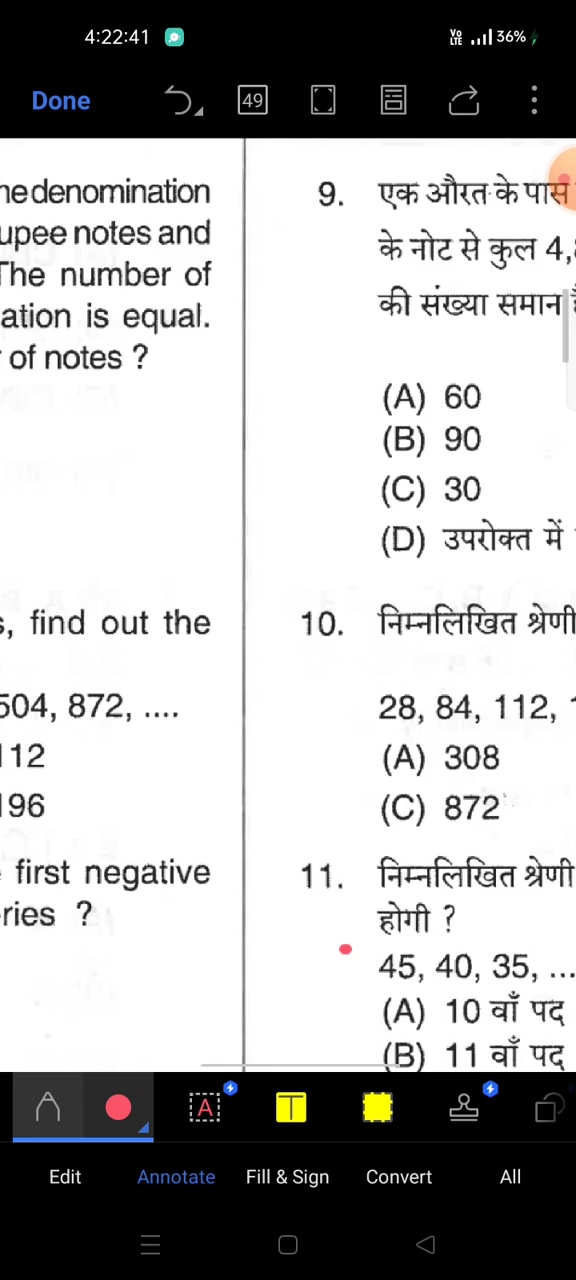 4:22:41
Vo LTE 36%
Done
49
he denomination
upee notes and
The number of
ation is equal.
of notes ?
s, find out the
504, 872, ....
112
196
first negative
ries ?
9. एक औरत के पास
के नोट से कुल 4,
की संख्या समान
(A) 60
(B) 90
(C) 30
(D) उपरोक्त में
10. निम्नलिखित श्रेणी
28, 84, 112,
(A) 308
(C) 872
11. निम्नलिखित श्रेणी
होगी ?
45, 40, 35, ...
(A) 10 वाँ पद
(B) 11 वाँ पद
A T
Edit Annotate Fill & Sign Convert All